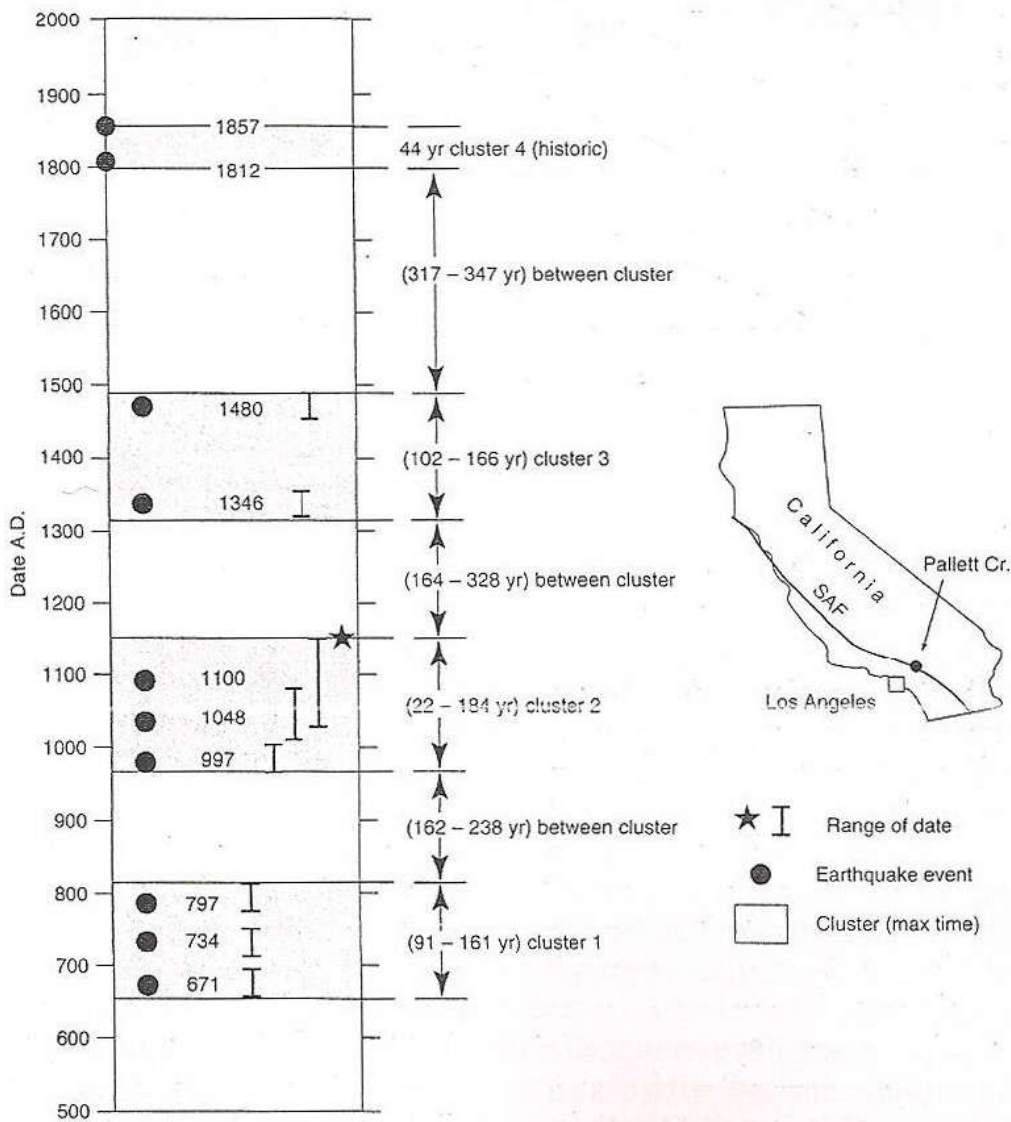 2000
1900
1857
44 yr cluster 4 (historic)
1800
1812
1700
(317 – 347 yr) between cluster
1600
1500
1480
1400
(102 – 166 yr) cluster 3
1346
1300
(164 – 328 yr) between cluster
1200
1100
1100
1048
(22 – 184 yr) cluster 2
1000
997
900
(162 – 238 yr) between cluster
800
797
734
(91 – 161 yr) cluster 1
700
671
600
500
Date A.D.
California
SAF
Pallett Cr.
Los Angeles
Range of date
Earthquake event
Cluster (max time)